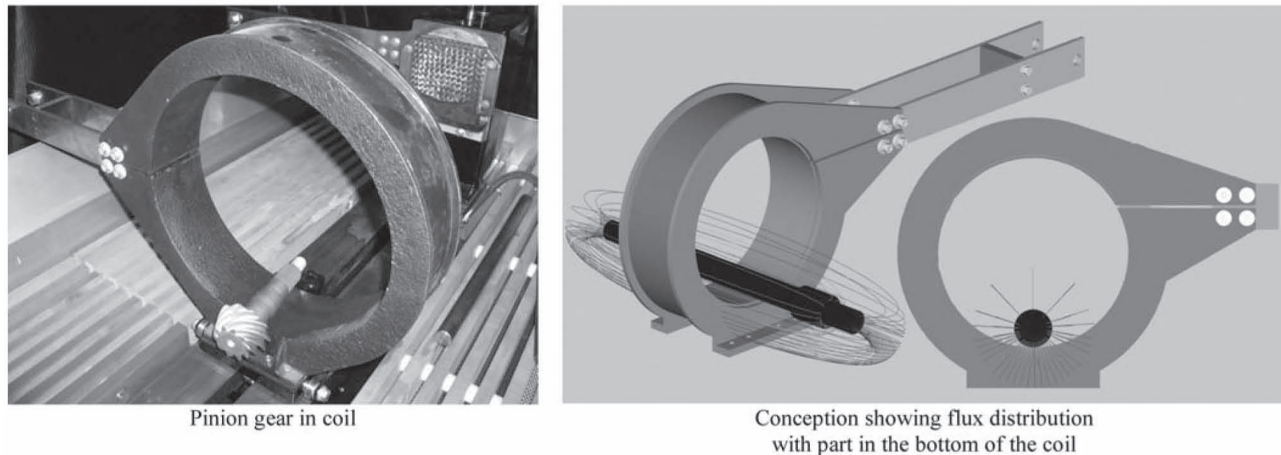 Pinion gear in coil
Conception showing flux distribution
with part in the bottom of the coil